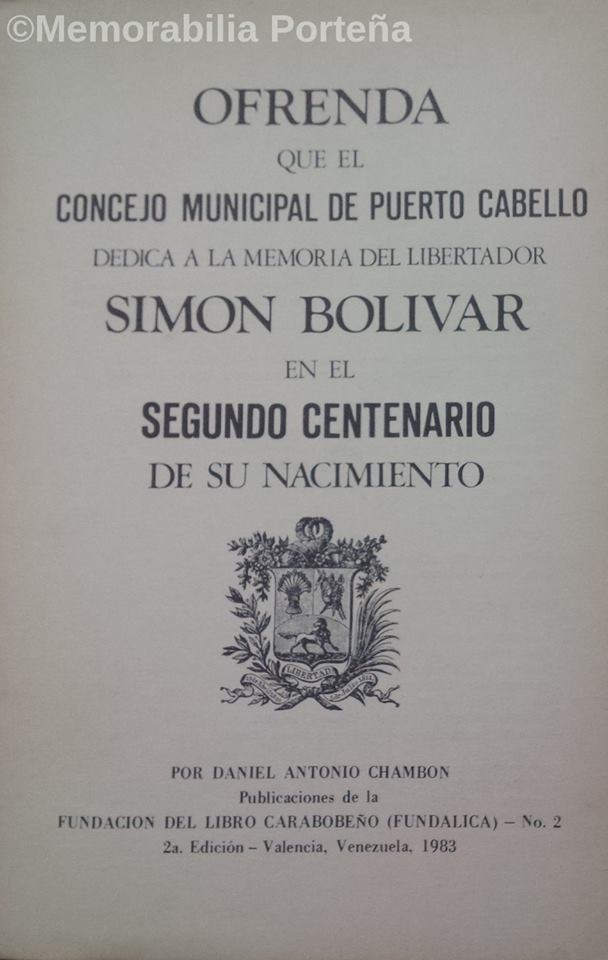 ©Memorabilia Porteña
OFRENDA
QUE EL
CONCEJO MUNICIPAL DE PUERTO CABELLO
DEDICA A LA MEMORIA DEL LIBERTADOR
SIMON BOLIVAR
EN EL
SEGUNDO CENTENARIO
DE SU NACIMIENTO
LIBERTAD
POR DANIEL ANTONIO CHAMBON
Publicaciones de la
FUNDACION DEL LIBRO CARABOBEÑO (FUNDALICA) – No. 2
2a. Edición – Valencia, Venezuela, 1983